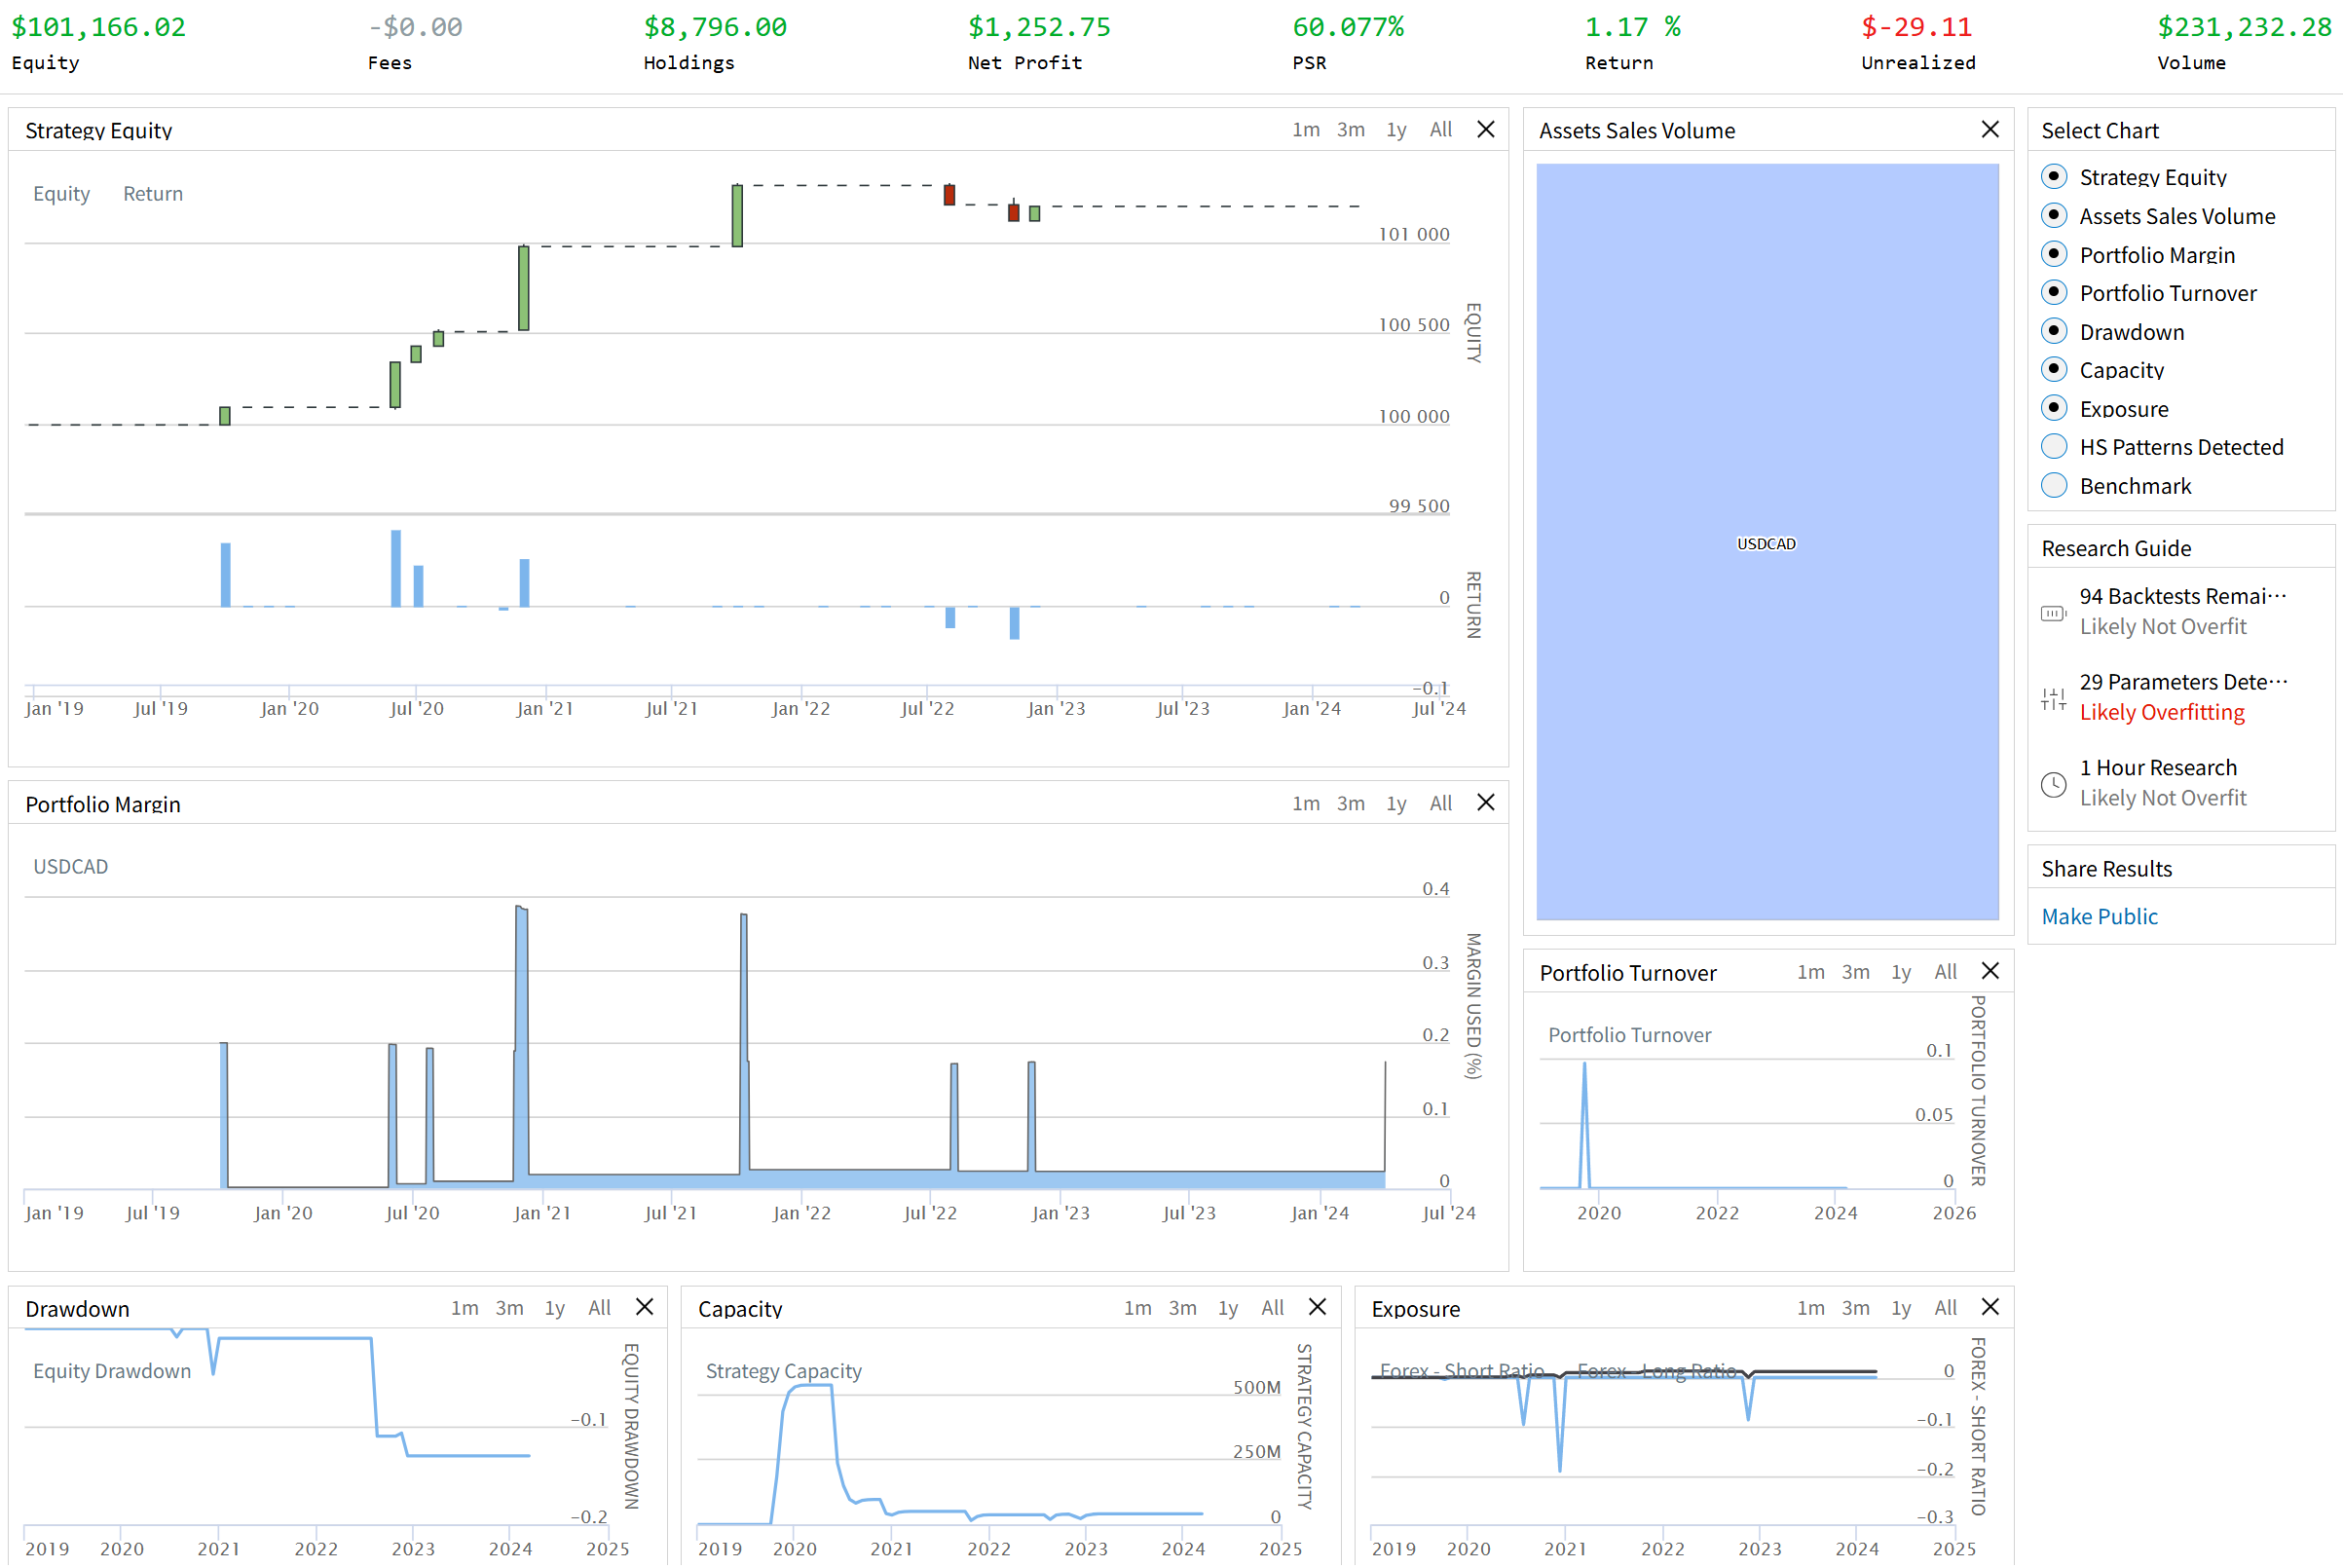 $101,166.02 -$0.00 $8,796.00 $1,252.75 60.077% 1.17 % $-29.11 $231,232.28
Equity Fees Holdings Net Profit PSR Return Unrealized Volume
Strategy Equity 1m 3m 1y All
Equity Return
101 000
100 500
100 000
99 500
EQUITY
0
-0.1
RETURN
Jan '19 Jul '19 Jan '20 Jul '20 Jan '21 Jul '21 Jan '22 Jul '22 Jan '23 Jul '23 Jan '24 Jul '24
Assets Sales Volume
USDCAD
Select Chart
Strategy Equity
Assets Sales Volume
Portfolio Margin
Portfolio Turnover
Drawdown
Capacity
Exposure
HS Patterns Detected
Benchmark
Research Guide
94 Backtests Remai…
Likely Not Overfit
29 Parameters Dete…
Likely Overfitting
1 Hour Research
Likely Not Overfit
Share Results
Make Public
Portfolio Margin 1m 3m 1y All
USDCAD
0.4
0.3
0.2
0.1
0
MARGIN USED (%)
Jan '19 Jul '19 Jan '20 Jul '20 Jan '21 Jul '21 Jan '22 Jul '22 Jan '23 Jul '23 Jan '24 Jul '24
Portfolio Turnover 1m 3m 1y All
Portfolio Turnover
0.1
0.05
0
PORTFOLIO TURNOVER
2020 2022 2024 2026
Drawdown 1m 3m 1y All
Equity Drawdown
-0.1
-0.2
EQUITY DRAWDOWN
2019 2020 2021 2022 2023 2024 2025
Capacity 1m 3m 1y All
Strategy Capacity
500M
250M
0
STRATEGY CAPACITY
2019 2020 2021 2022 2023 2024 2025
Exposure 1m 3m 1y All
Forex - Short Ratio Forex - Long Ratio
0
-0.1
-0.2
-0.3
FOREX - SHORT RATIO
2019 2020 2021 2022 2023 2024 2025